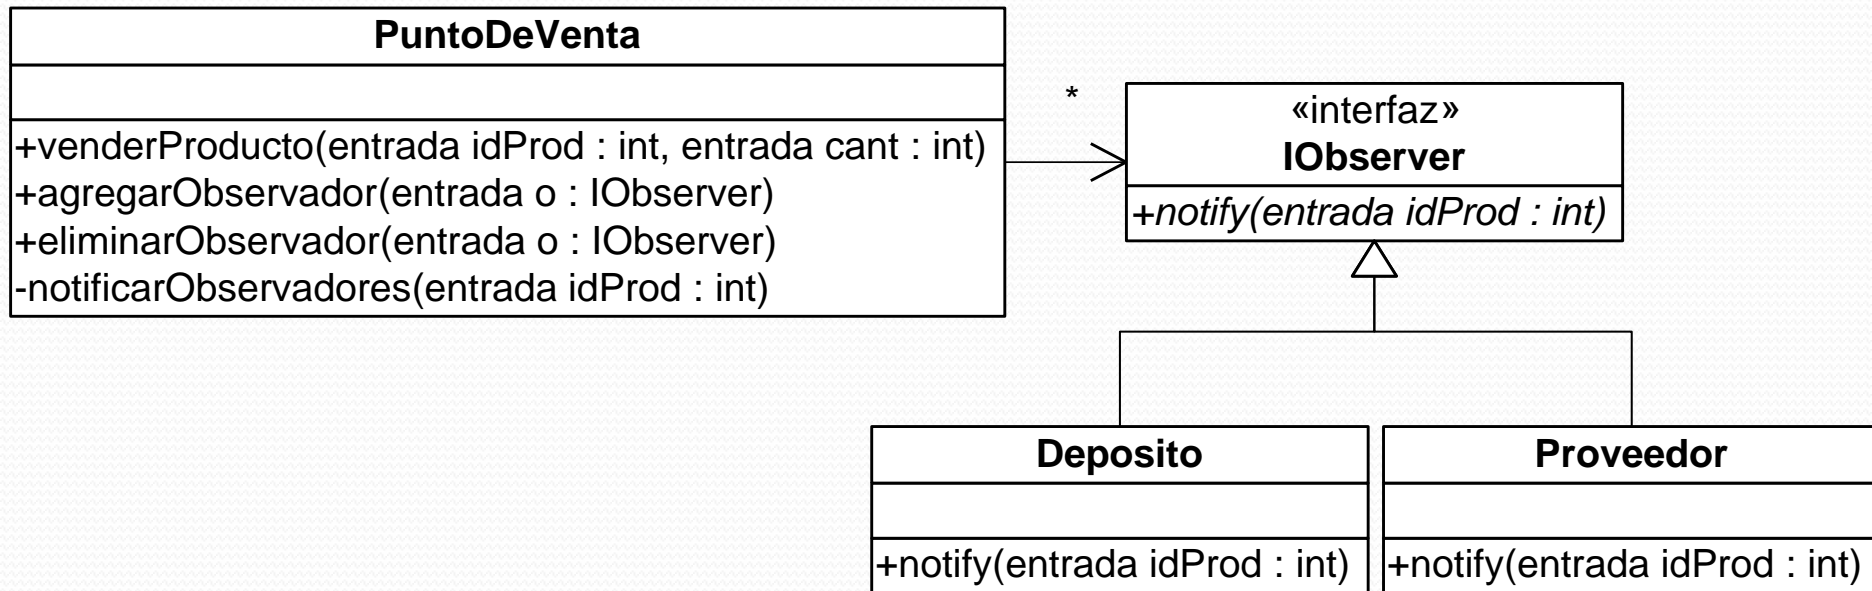 PuntoDeVenta
+venderProducto(entrada idProd : int, entrada cant : int)
+agregarObservador(entrada o : IObserver)
+eliminarObservador(entrada o : IObserver)
-notificarObservadores(entrada idProd : int)
*
«interfaz»
IObserver
+notify(entrada idProd : int)
Deposito
+notify(entrada idProd : int)
Proveedor
+notify(entrada idProd : int)